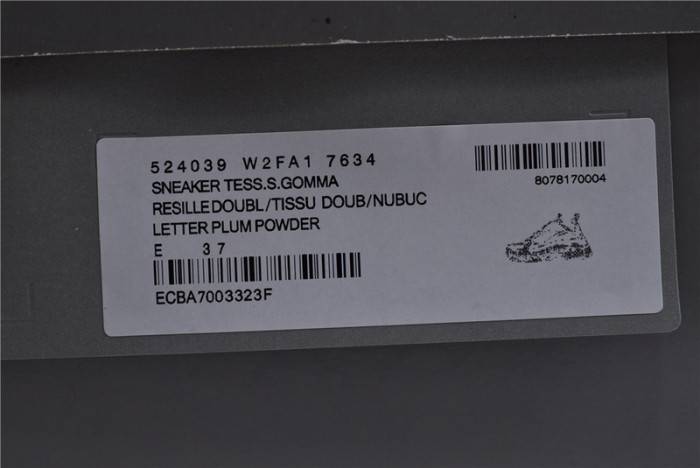 524039 W2FA1 7634
SNEAKER TESS.S.GOMMA
RESILLE DOUBL/TISSU DOUB/NUBUC
LETTER PLUM POWDER
E 37
ECBA7003323F
8078170004